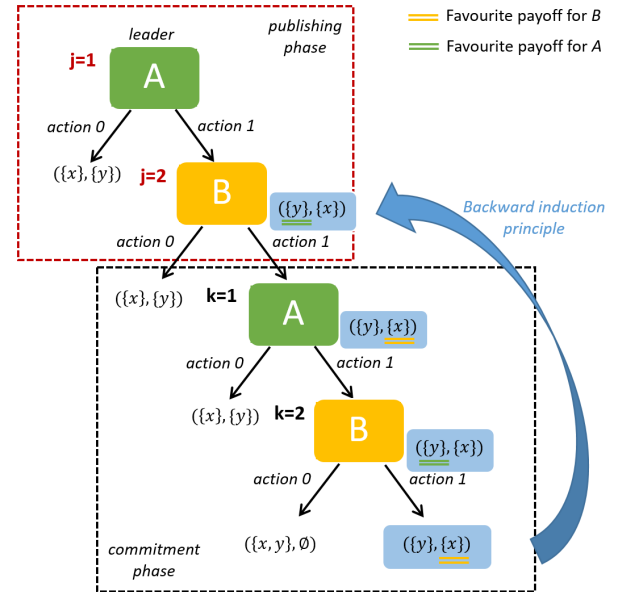 leader
publishing
phase
Favourite payoff for B
Favourite payoff for A
j=1
A
action 0
action 1
({x},{y})
j=2
B
({y},{x})
Backward induction
principle
action 0
action 1
({x},{y})
k=1
A
({y},{x})
action 0
action 1
({x},{y})
k=2
B
({y},{x})
action 0
action 1
({x,y},∅)
({y},{x})
commitment
phase